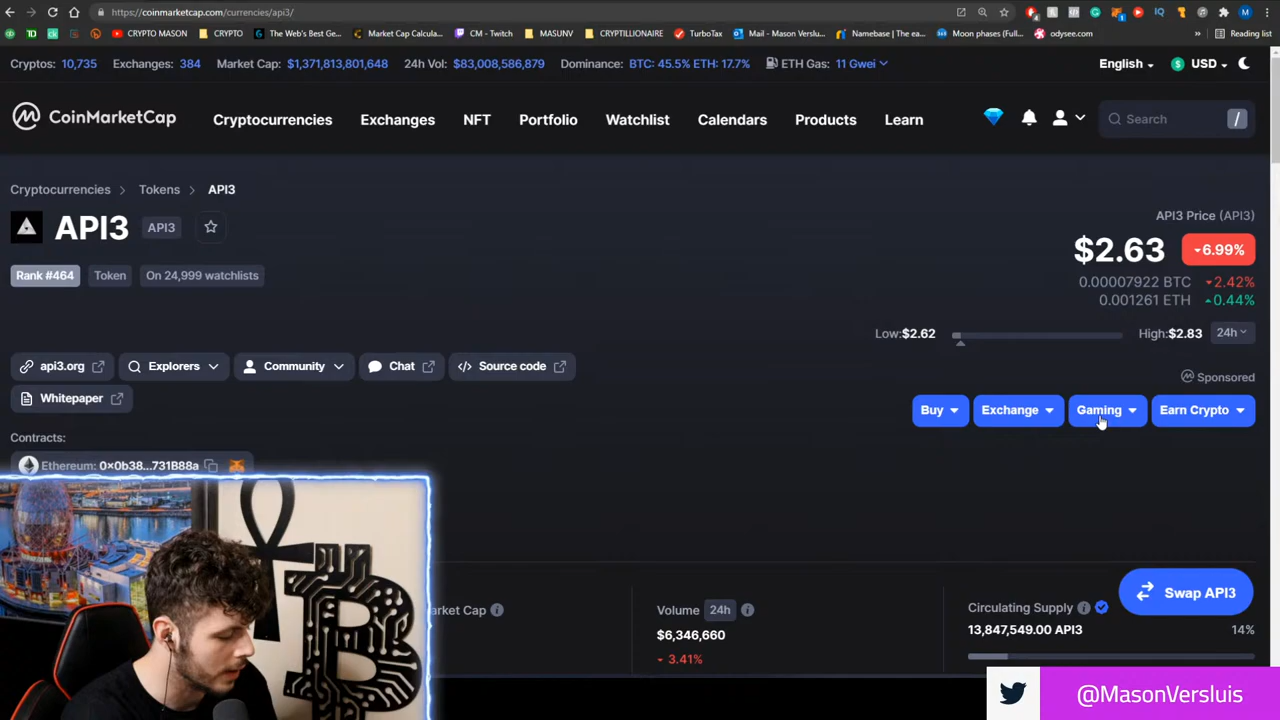 https://coinmarketcap.com/currencies/api3/
CRYPTO MASON CRYPTO The Web's Best Ge... Market Cap Calcula... CM - Twitch MASUNV CRYPTILLIONAIRE TurboTax Mail - Mason Verslu... Namebase | The ea... Moon phases (Full... odysee.com » Reading list
Cryptos: 10,735 Exchanges: 384 Market Cap: $1,371,813,801,648 24h Vol: $83,008,586,879 Dominance: BTC: 45.5% ETH: 17.7% ETH Gas: 11 Gwei English USD
CoinMarketCap Cryptocurrencies Exchanges NFT Portfolio Watchlist Calendars Products Learn Search /
Cryptocurrencies > Tokens > API3
API3 API3
Rank #464 Token On 24,999 watchlists
API3 Price (API3)
$2.63 6.99%
0.00007922 BTC 2.42%
0.001261 ETH 0.44%
Low: $2.62 High: $2.83 24h
api3.org Explorers Community Chat Source code
Whitepaper
Sponsored
Buy Exchange Gaming Earn Crypto
Contracts:
Ethereum: 0x0b38...731B88a
arket Cap
Volume 24h
$6,346,660
3.41%
Circulating Supply
13,847,549.00 API3 14%
Swap API3
@MasonVersluis